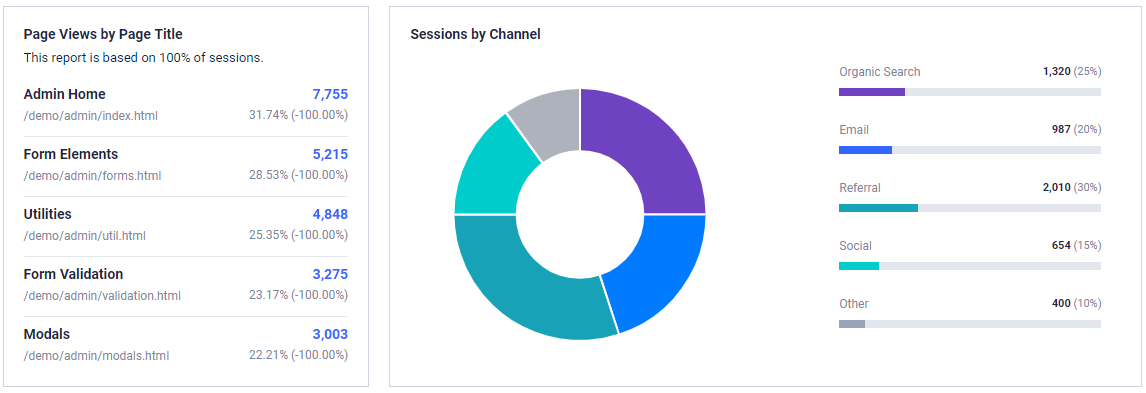 Page Views by Page Title
This report is based on 100% of sessions.
Admin Home 7,755
/demo/admin/index.html 31.74% (-100.00%)
Form Elements 5,215
/demo/admin/forms.html 28.53% (-100.00%)
Utilities 4,848
/demo/admin/util.html 25.35% (-100.00%)
Form Validation 3,275
/demo/admin/validation.html 23.17% (-100.00%)
Modals 3,003
/demo/admin/modals.html 22.21% (-100.00%)
Sessions by Channel
Organic Search 1,320 (25%)
Email 987 (20%)
Referral 2,010 (30%)
Social 654 (15%)
Other 400 (10%)